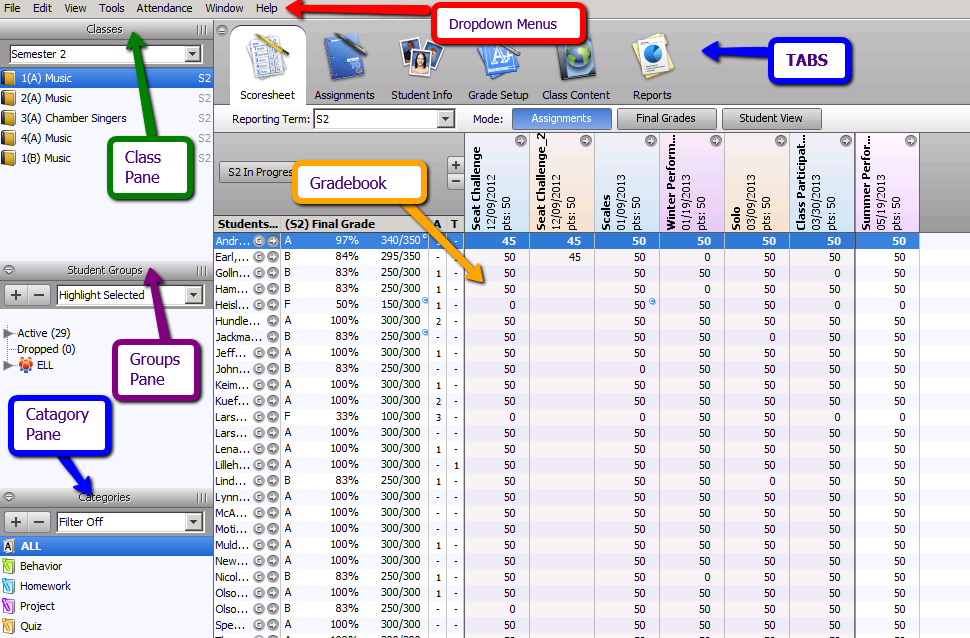 File Edit View Tools Attendance Window Help
Dropdown Menus
TABS
Classes
Semester 2
1(A) Music S2
2(A) Music S2
3(A) Chamber Singers S2
4(A) Music S2
1(B) Music S2
Class
Pane
Student Groups
Highlight Selected
Active (29)
Dropped (0)
ELL
Groups
Pane
Catagory
Pane
Categories
Filter Off
ALL
Behavior
Homework
Project
Quiz
Scoresheet Assignments Student Info Grade Setup Class Content Reports
Reporting Term: S2 Mode: Assignments Final Grades Student View
S2 In Progres
Gradebook
Seat Challenge
12/09/2012
Seat Challenge_2
12/09/2012
pts: 50
Scales
01/09/2013
pts: 50
Winter Perform...
01/19/2013
pts: 50
Solo
03/09/2013
pts: 50
Class Participat...
03/30/2013
pts: 50
Summer Perfor...
05/19/2013
pts: 50
Students... (S2) Final Grade A T
Andr... G A 97% 340/350 - - 45 45 50 50 50 50 50
Earl,... G B 84% 295/350 - - 50 45 50 0 50 50 50
Golln... G B 83% 250/300 1 - 50 50 50 50 0 50
Ham... G B 83% 250/300 1 - 50 50 0 50 50 50
Heisl... G F 50% 150/300 1 - 0 50 50 50 0 0
Hundle... A 100% 300/300 2 - 50 50 50 50 50 50
Jackma... B 83% 250/300 - - 50 50 50 0 50 50
Jeff... G A 100% 300/300 1 - 50 50 50 50 50 50
John... G B 83% 250/300 - - 50 0 50 50 50 50
Keim... G A 100% 300/300 1 - 50 50 50 50 50 50
Kuef... G A 100% 300/300 2 - 50 50 50 50 50 50
Lars... G F 33% 100/300 3 - 0 0 50 50 0 0
Lars... G A 100% 300/300 - - 50 50 50 50 50 50
Lena... G A 100% 300/300 1 - 50 50 50 50 50 50
Lilleh... G A 100% 300/300 - 1 50 50 50 50 50 50
Lind... G B 83% 250/300 1 - 50 50 50 0 50 50
Lynn... G A 100% 300/300 - - 50 50 50 50 50 50
McA... G A 100% 300/300 - - 50 50 50 50 50 50
Moti... G A 100% 300/300 - - 50 50 50 50 50 50
Muld... G A 100% 300/300 1 - 50 50 50 50 50 50
New... G A 100% 300/300 - - 50 50 50 50 50 50
Nicol... G B 83% 250/300 1 - 50 50 0 50 50 50
Olso... G A 100% 300/300 1 - 50 50 50 50 50 50
Olso... G B 83% 250/300 - - 0 50 50 50 50 50
Spe... G A 100% 300/300 - - 50 50 50 50 50 50